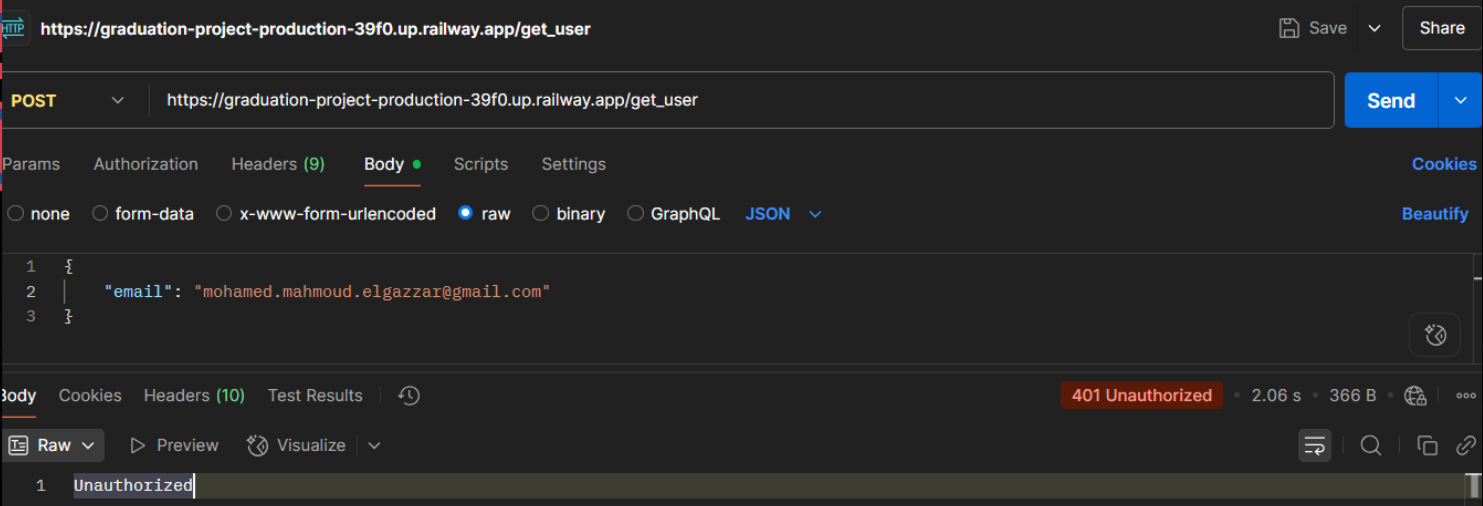 HTTP https://graduation-project-production-39f0.up.railway.app/get_user Save Share
POST https://graduation-project-production-39f0.up.railway.app/get_user Send
Params Authorization Headers (9) Body Scripts Settings Cookies
none form-data x-www-form-urlencoded raw binary GraphQL JSON Beautify
1 {
2 "email": "mohamed.mahmoud.elgazzar@gmail.com"
3 }
Body Cookies Headers (10) Test Results 401 Unauthorized • 2.06 s • 366 B •
Raw Preview Visualize
1 Unauthorized